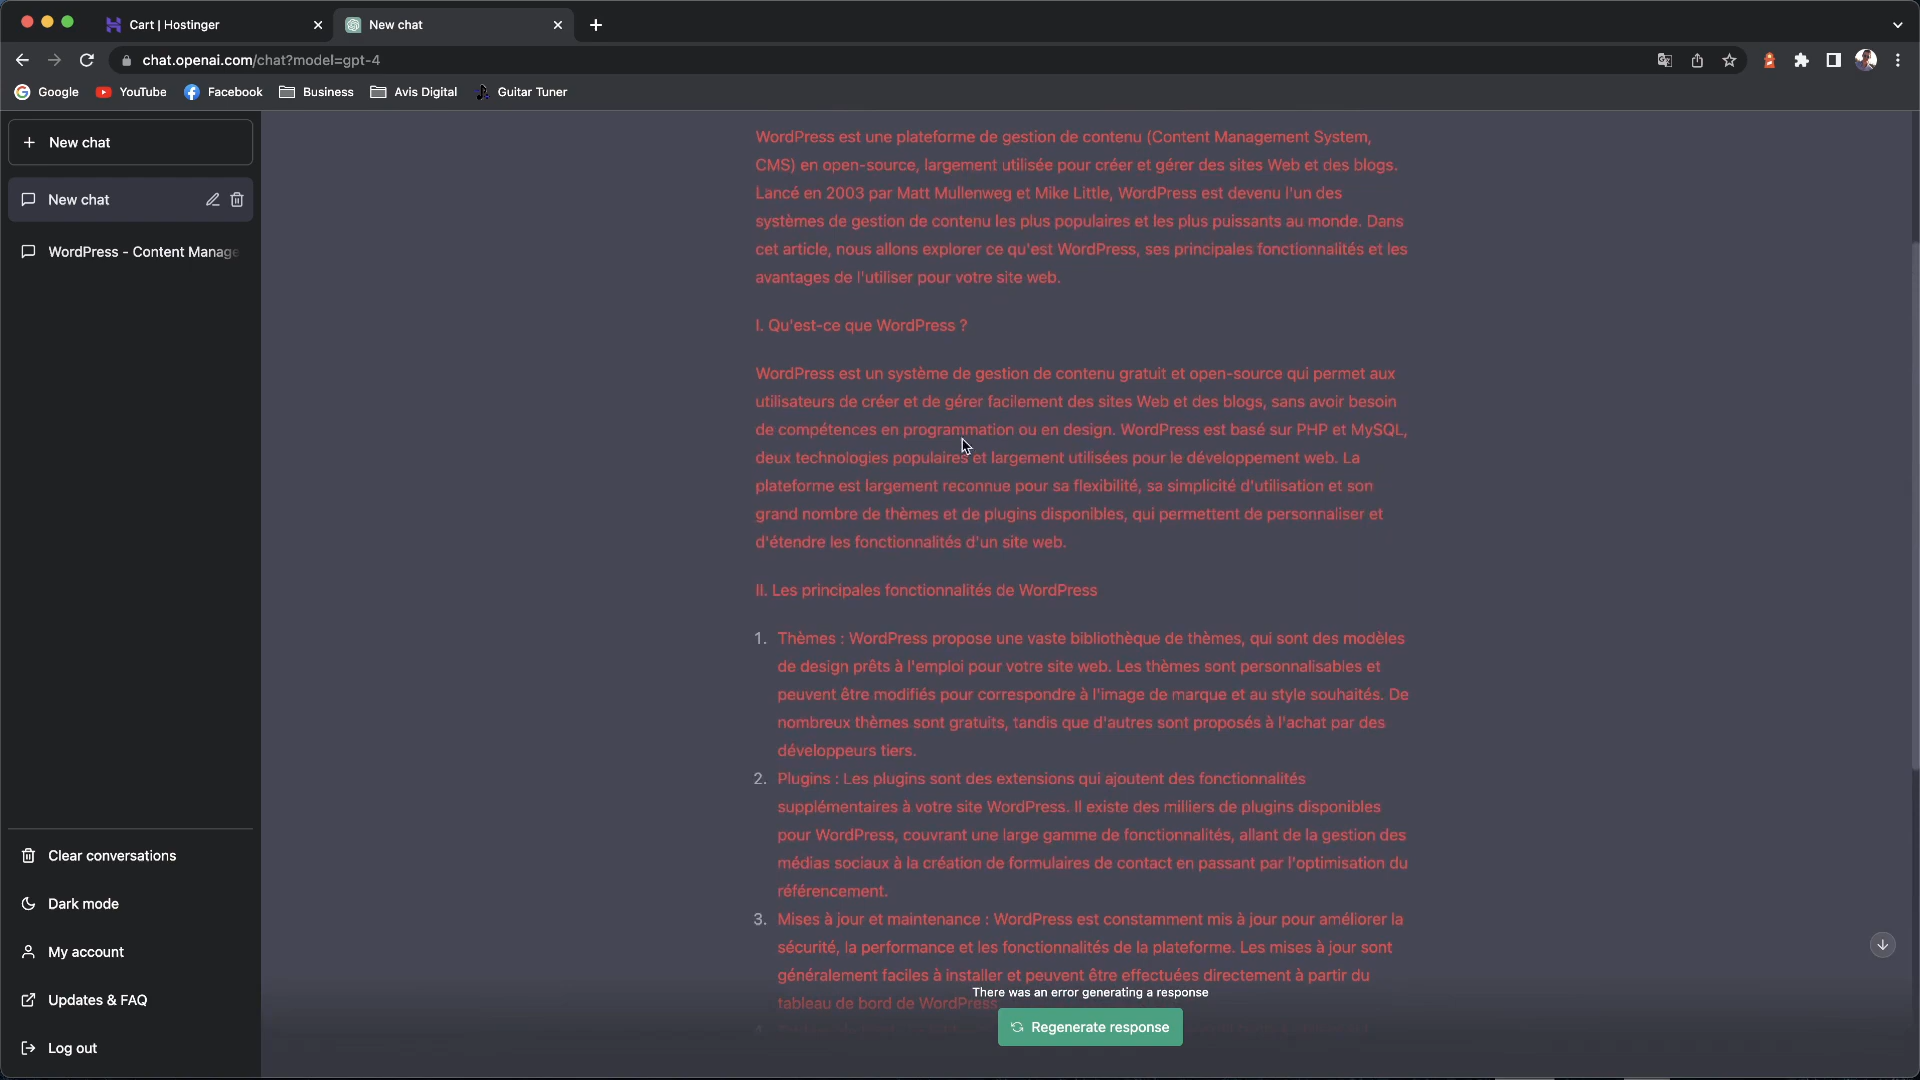 Cart | Hostinger
New chat
chat.openai.com/chat?model=gpt-4
Google
YouTube
Facebook
Business
Avis Digital
Guitar Tuner
New chat
New chat
WordPress - Content Manage
Clear conversations
Dark mode
My account
Updates & FAQ
Log out
WordPress est une plateforme de gestion de contenu (Content Management System,
CMS) en open-source, largement utilisée pour créer et gérer des sites Web et des blogs.
Lancé en 2003 par Matt Mullenweg et Mike Little, WordPress est devenu l'un des
systèmes de gestion de contenu les plus populaires et les plus puissants au monde. Dans
cet article, nous allons explorer ce qu'est WordPress, ses principales fonctionnalités et les
avantages de l'utiliser pour votre site web.
I. Qu'est-ce que WordPress ?
WordPress est un système de gestion de contenu gratuit et open-source qui permet aux
utilisateurs de créer et de gérer facilement des sites Web et des blogs, sans avoir besoin
de compétences en programmation ou en design. WordPress est basé sur PHP et MySQL,
deux technologies populaires et largement utilisées pour le développement web. La
plateforme est largement reconnue pour sa flexibilité, sa simplicité d'utilisation et son
grand nombre de thèmes et de plugins disponibles, qui permettent de personnaliser et
d'étendre les fonctionnalités d'un site web.
II. Les principales fonctionnalités de WordPress
1. Thèmes : WordPress propose une vaste bibliothèque de thèmes, qui sont des modèles
de design prêts à l'emploi pour votre site web. Les thèmes sont personnalisables et
peuvent être modifiés pour correspondre à l'image de marque et au style souhaités. De
nombreux thèmes sont gratuits, tandis que d'autres sont proposés à l'achat par des
développeurs tiers.
2. Plugins : Les plugins sont des extensions qui ajoutent des fonctionnalités
supplémentaires à votre site WordPress. Il existe des milliers de plugins disponibles
pour WordPress, couvrant une large gamme de fonctionnalités, allant de la gestion des
médias sociaux à la création de formulaires de contact en passant par l'optimisation du
référencement.
3. Mises à jour et maintenance : WordPress est constamment mis à jour pour améliorer la
sécurité, la performance et les fonctionnalités de la plateforme. Les mises à jour sont
généralement faciles à installer et peuvent être effectuées directement à partir du
tableau de bord de WordPress
There was an error generating a response
Regenerate response